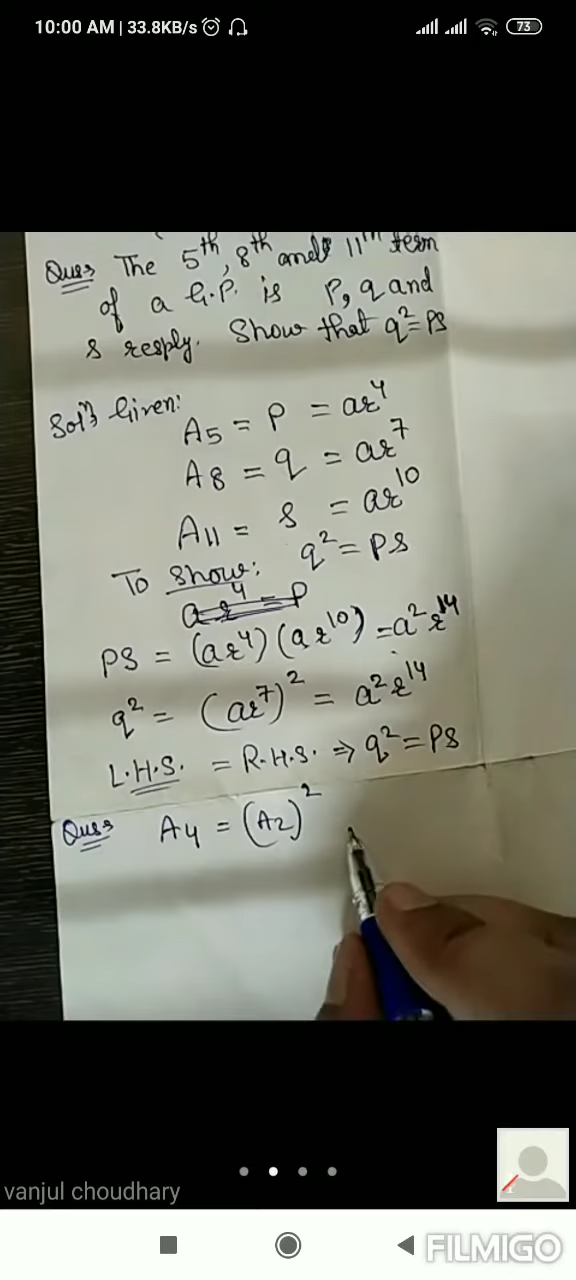 10:00 AM | 33.8KB/s
73
Ques The 5th, 8th and 11th term
of a G.P. is P, q and
s resply. Show that q² = PS
Solⁿ Given:
A5 = P = ar⁴
A8 = q = ar⁷
A11 = s = ar¹⁰
To show: q² = PS
ar⁴ = P
PS = (ar⁴)(ar¹⁰) = a²r¹⁴
q² = (ar⁷)² = a²r¹⁴
L.H.S. = R.H.S. ⇒ q² = PS
Ques A4 = (A2)²
vanjul choudhary
FILMIGO